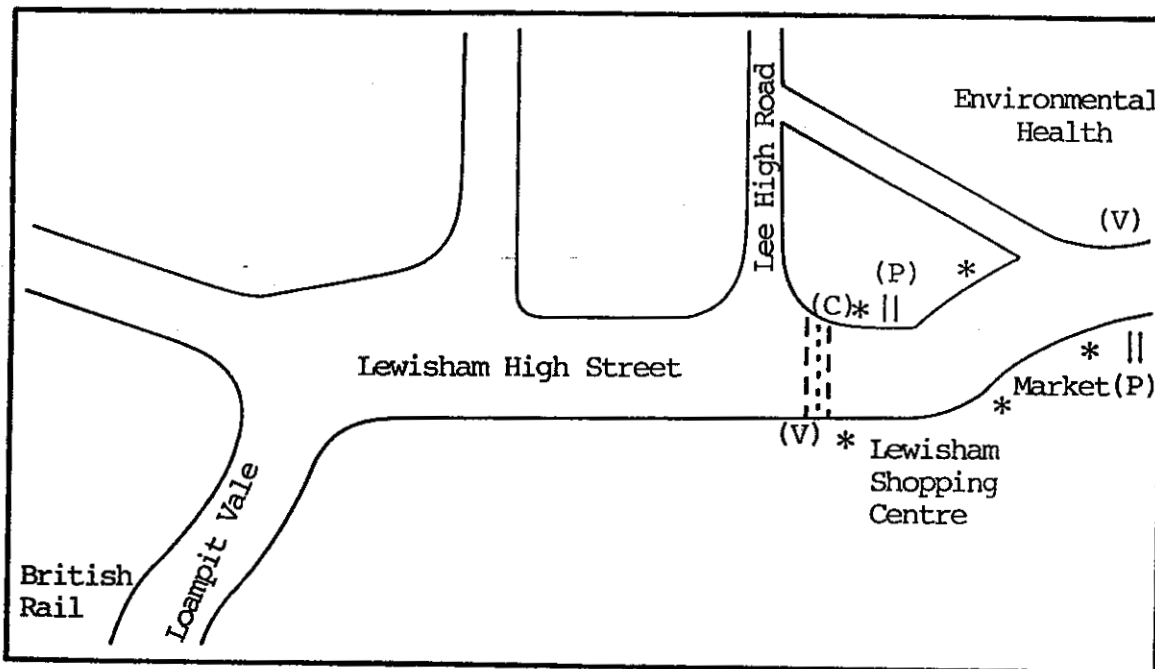 Environmental
Health
Lee High Road
(V)
(P)
*
(C)*
||
Lewisham High Street
*
||
Market(P)
*
(V)
*
Lewisham
Shopping
Centre
Loampit Vale
British
Rail